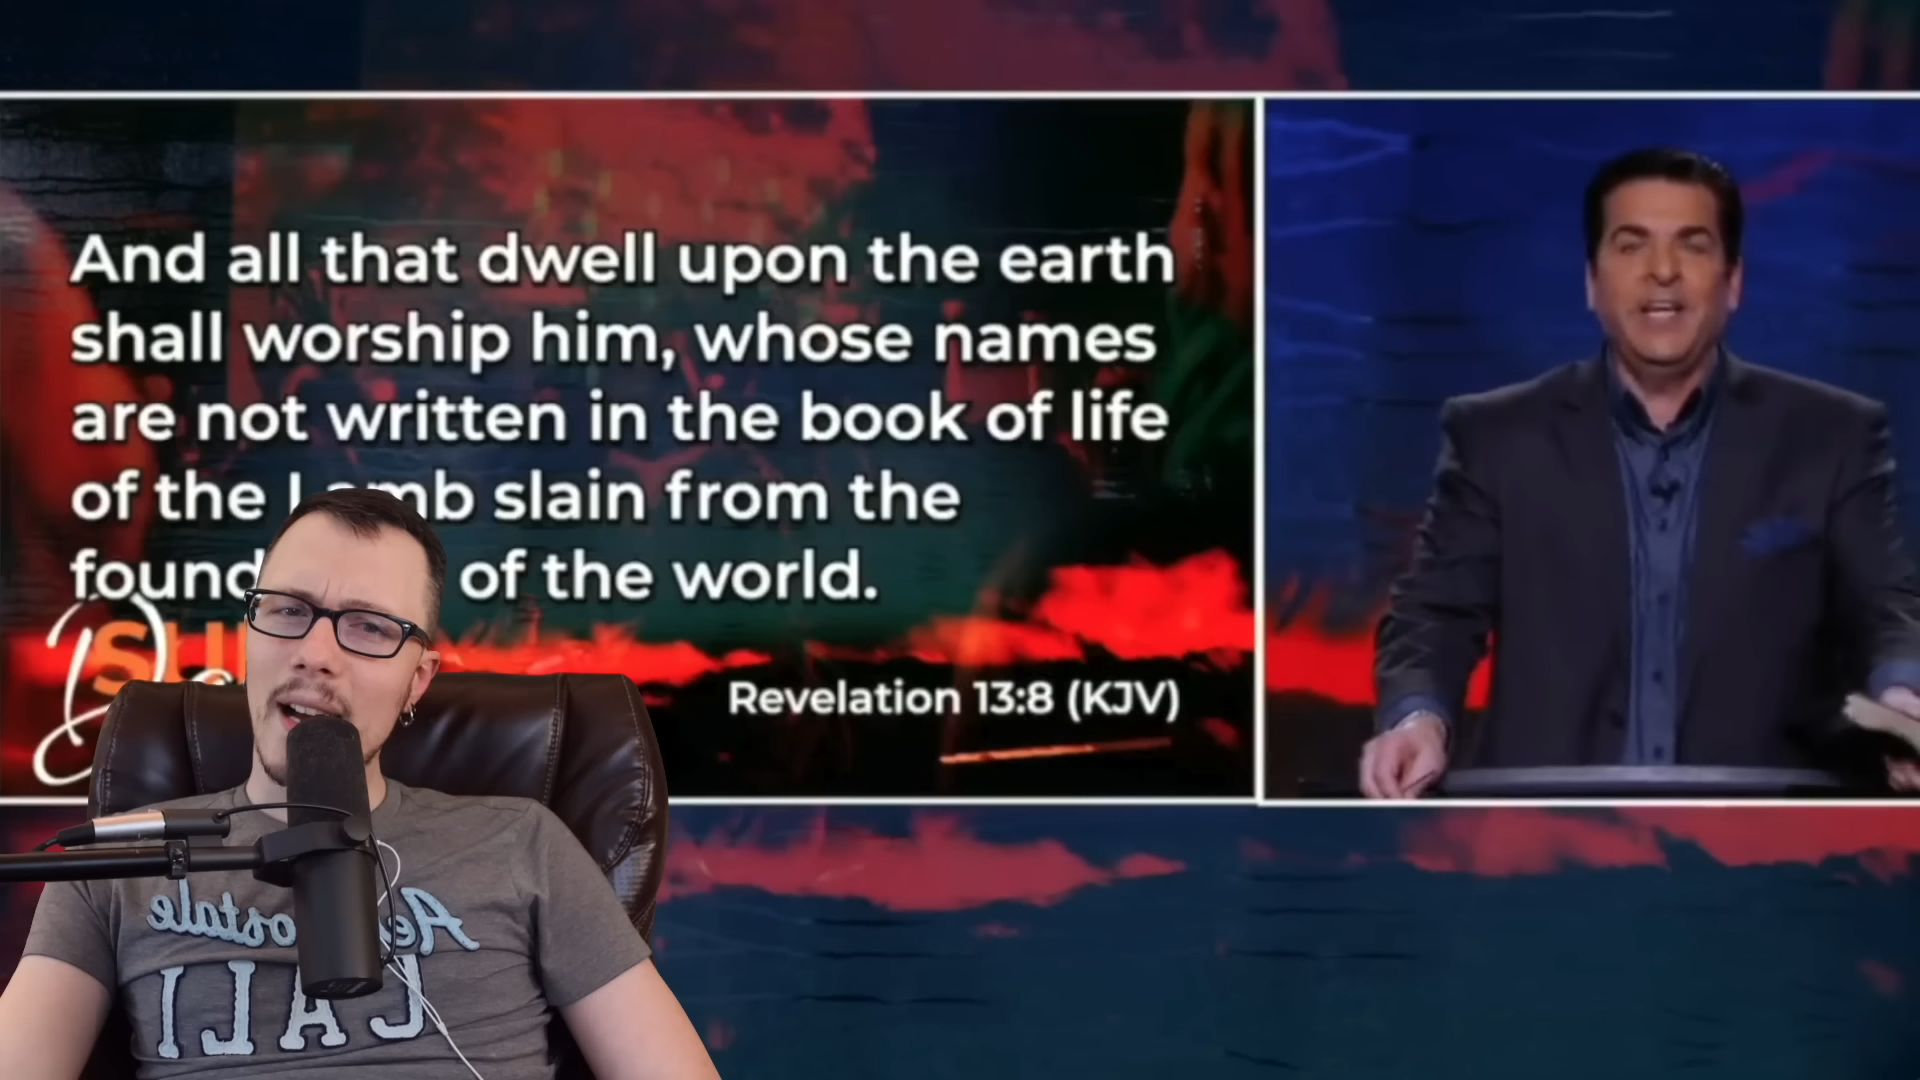 And all that dwell upon the earth
shall worship him, whose names
are not written in the book of life
of the slain from the
of the world.
Revelation 13:8 (KJV)
CALI